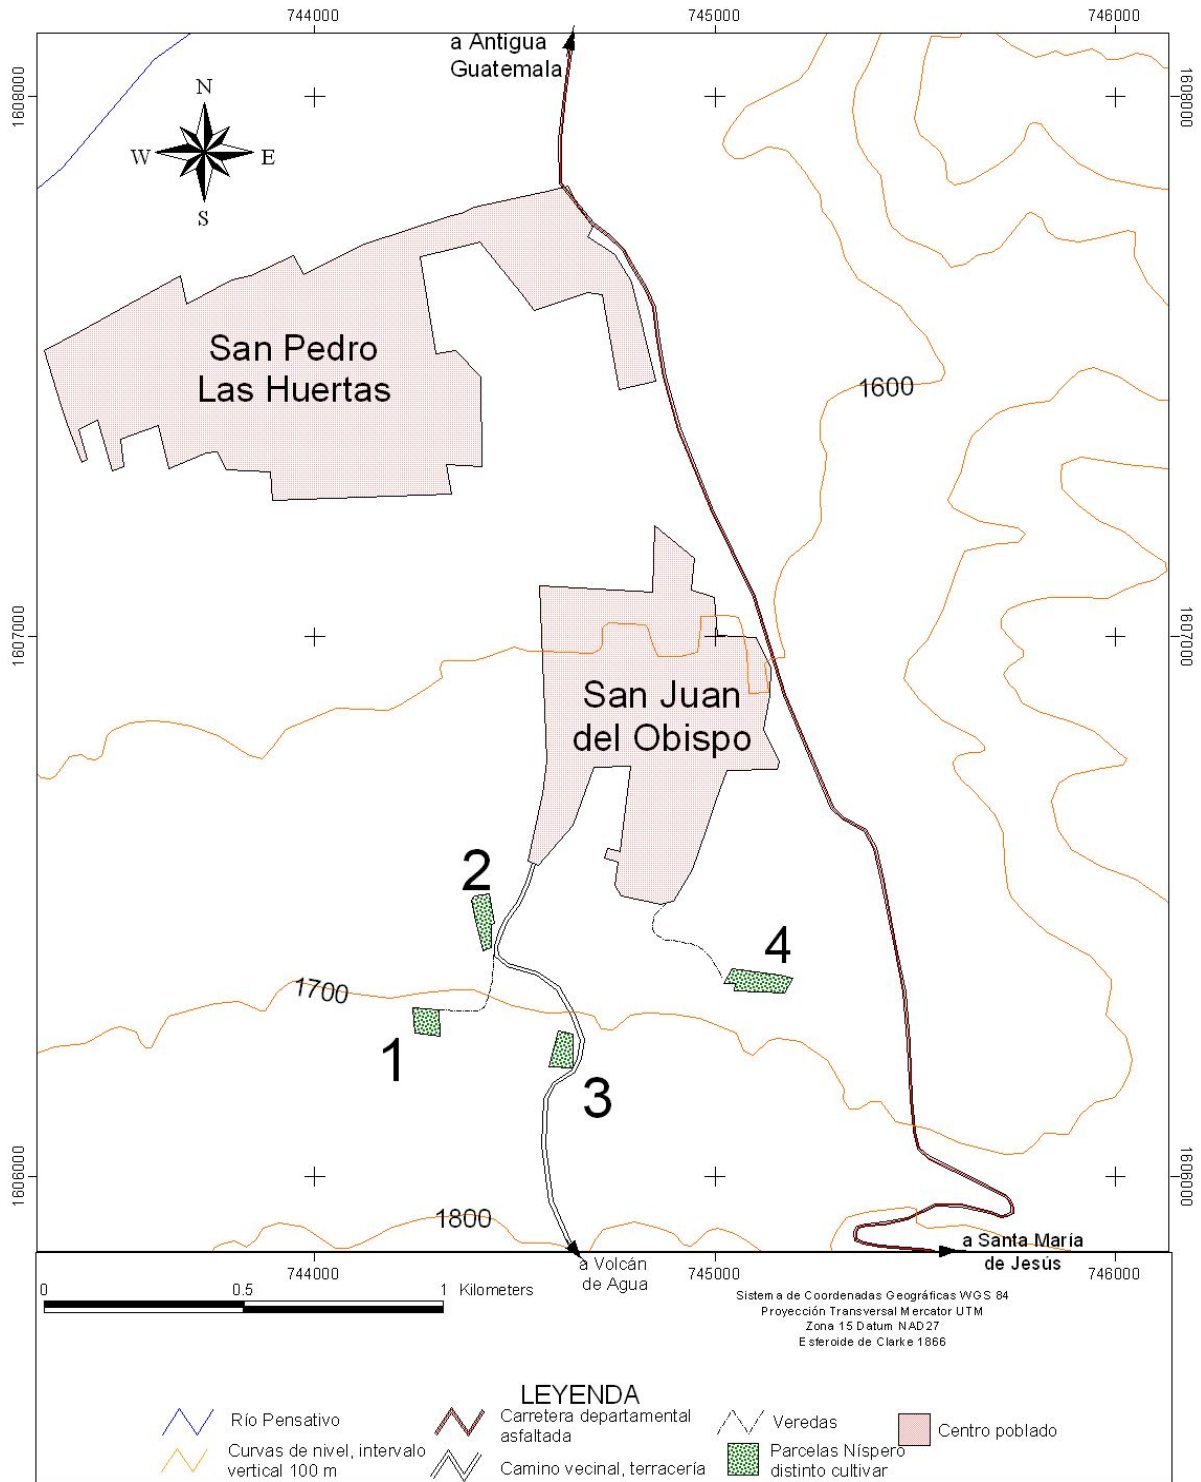 744000
745000
746000
a Antigua
Guatemala
1608000
1608000
N
W
E
S
San Pedro
Las Huertas
1600
1607000
1607000
San Juan
del Obispo
2
4
1700
1
3
1606000
1606000
1800
a Santa María
de Jesús
a Volcán
de Agua
744000
745000
746000
0
0.5
1
Kilometers
Sistema de Coordenadas Geográficas WGS 84
Proyección Transversal Mercator UTM
Zona 15 Datum NAD27
Esferoide de Clarke 1866
LEYENDA
Río Pensativo
Carretera departamental
asfaltada
Veredas
Centro poblado
Curvas de nivel, intervalo
vertical 100 m
Camino vecinal, terracería
Parcelas Níspero
distinto cultivar